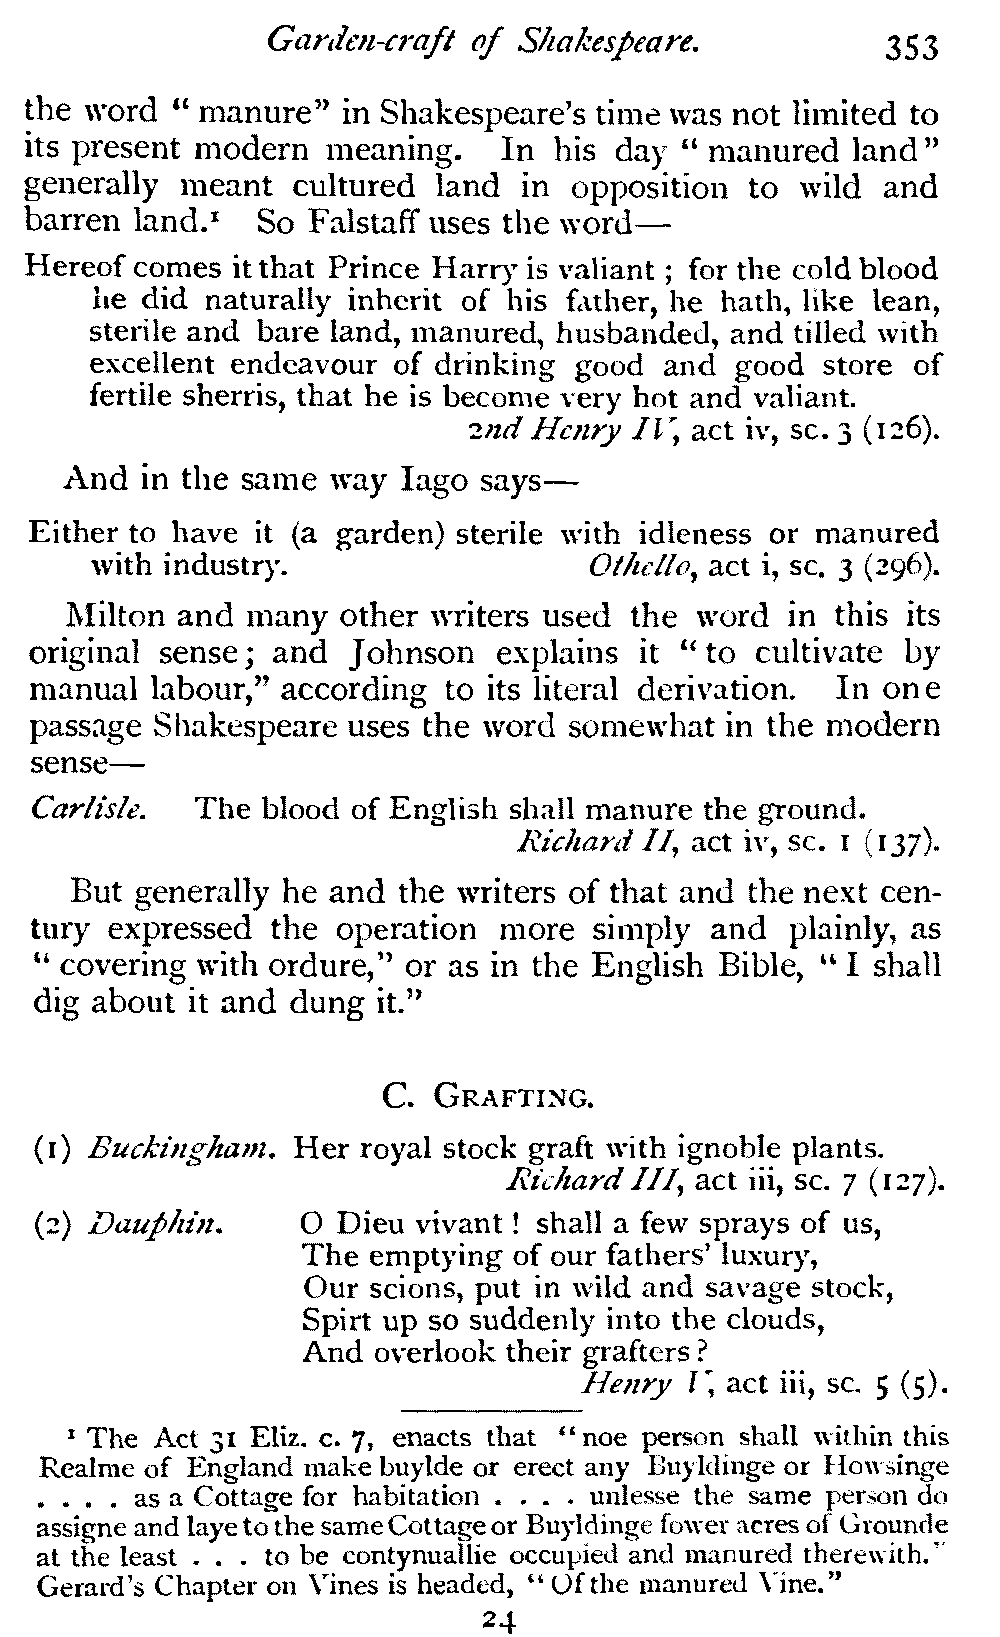 Garden-craft of Shakespeare. 353
the word “ manure” in Shakespeare's time was not limited to
its present modern meaning. In his day “ manured land”
generally meant cultured land in opposition to wild and
barren land.¹ So Falstaff uses the word—
Hereof comes it that Prince Harry is valiant ; for the cold blood
he did naturally inherit of his father, he hath, like lean,
sterile and bare land, manured, husbanded, and tilled with
excellent endeavour of drinking good and good store of
fertile sherris, that he is become very hot and valiant.
2nd Henry IV, act iv, sc. 3 (126).
And in the same way Iago says—
Either to have it (a garden) sterile with idleness or manured
with industry. Othello, act i, sc. 3 (296).
Milton and many other writers used the word in this its
original sense; and Johnson explains it “ to cultivate by
manual labour,” according to its literal derivation. In one
passage Shakespeare uses the word somewhat in the modern
sense—
Carlisle. The blood of English shall manure the ground.
Richard II, act iv, sc. 1 (137).
But generally he and the writers of that and the next cen-
tury expressed the operation more simply and plainly, as
“ covering with ordure,” or as in the English Bible, “ I shall
dig about it and dung it.”
C. GRAFTING.
(1) Buckingham. Her royal stock graft with ignoble plants.
Richard III, act iii, sc. 7 (127).
(2) Dauphin. O Dieu vivant ! shall a few sprays of us,
The emptying of our fathers' luxury,
Our scions, put in wild and savage stock,
Spirt up so suddenly into the clouds,
And overlook their grafters ?
Henry V, act iii, sc. 5 (5).
¹ The Act 31 Eliz. c. 7, enacts that “noe person shall within this
Realme of England make buylde or erect any Buyldinge or Howsinge
. . . . as a Cottage for habitation . . . . unlesse the same person do
assigne and laye to the same Cottage or Buyldinge fower acres of Grounde
at the least . . . to be contynuallie occupied and manured therewith.”
Gerard's Chapter on Vines is headed, “ Of the manured Vine.”
24